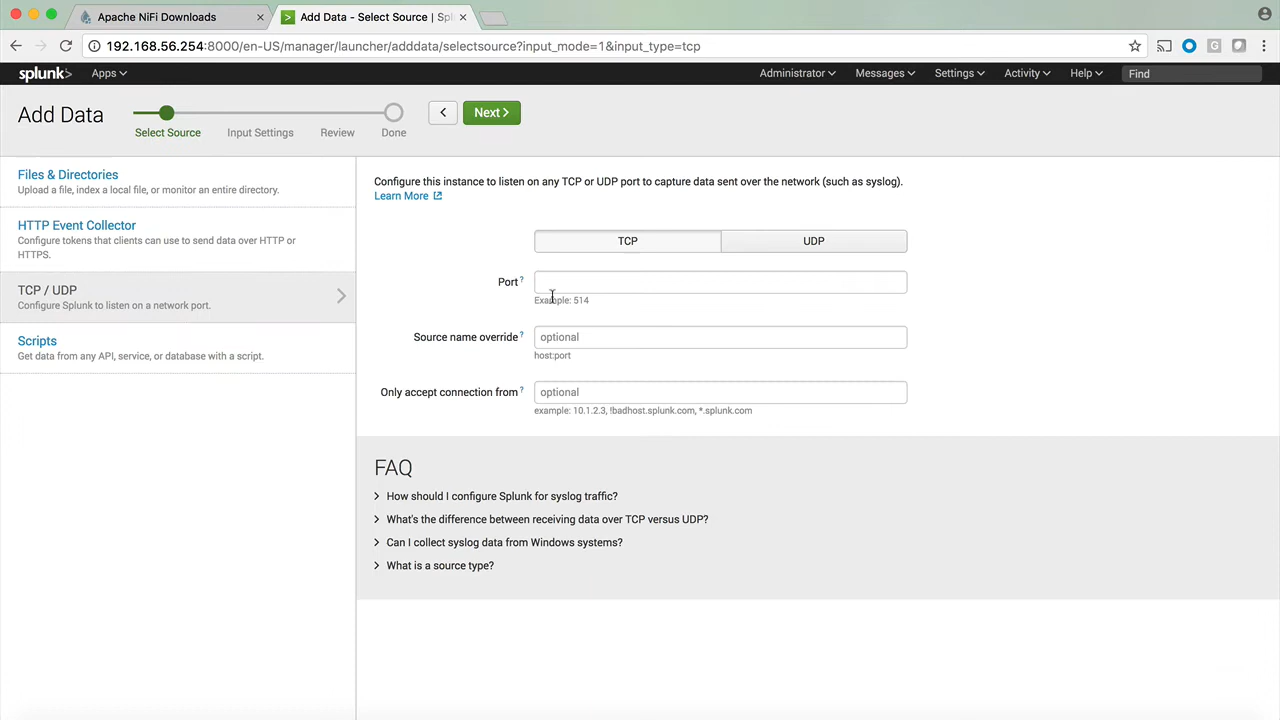 Apache NiFi Downloads
Add Data - Select Source | Spl
192.168.56.254:8000/en-US/manager/launcher/adddata/selectsource?input_mode=1&input_type=tcp
splunk> Apps Administrator Messages Settings Activity Help Find
Add Data
Select Source Input Settings Review Done
Next
Files & Directories
Upload a file, index a local file, or monitor an entire directory.
HTTP Event Collector
Configure tokens that clients can use to send data over HTTP or
HTTPS.
TCP / UDP
Configure Splunk to listen on a network port.
Scripts
Get data from any API, service, or database with a script.
Configure this instance to listen on any TCP or UDP port to capture data sent over the network (such as syslog).
Learn More
TCP UDP
Port ?
Example: 514
Source name override ? optional
host:port
Only accept connection from ? optional
example: 10.1.2.3, !badhost.splunk.com, *.splunk.com
FAQ
How should I configure Splunk for syslog traffic?
What's the difference between receiving data over TCP versus UDP?
Can I collect syslog data from Windows systems?
What is a source type?